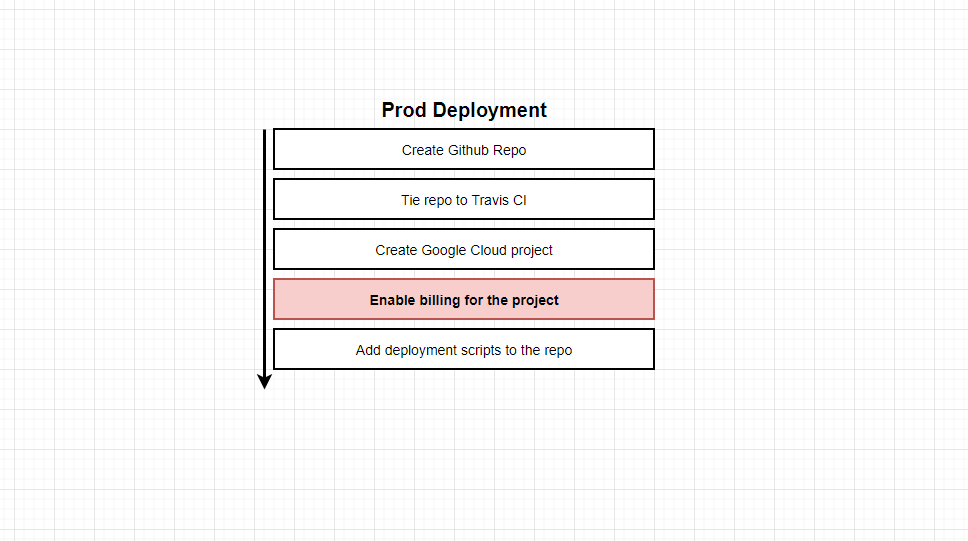 Prod Deployment
Create Github Repo
Tie repo to Travis CI
Create Google Cloud project
Enable billing for the project
Add deployment scripts to the repo